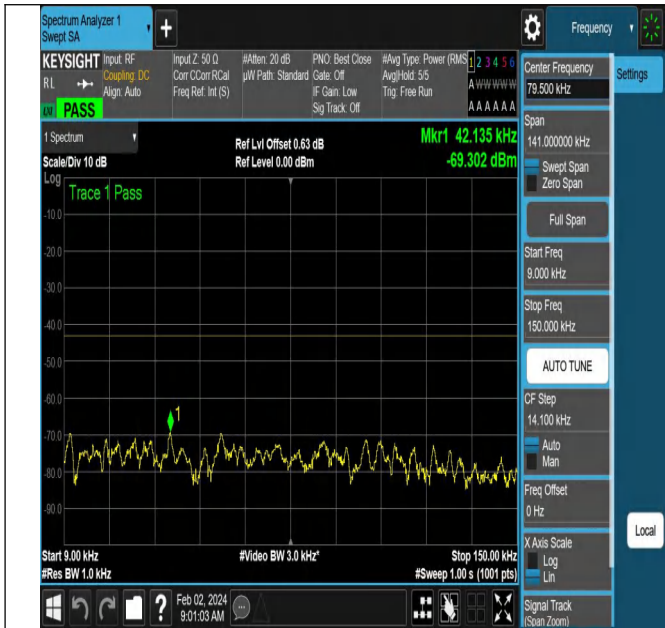 Spectrum Analyzer 1
Swept SA
+
Frequency
KEYSIGHT
RL
Input: RF
Coupling: DC
Align: Auto
Input Z: 50 Ω
Corr CCorr RCal
Freq Ref: Int (S)
#Atten: 20 dB
µW Path: Standard
PNO: Best Close
Gate: Off
IF Gain: Low
Sig Track: Off
#Avg Type: Power (RMS
Avg|Hold: 5/5
Trig: Free Run
1 2 3 4 5 6
A W W W W W
A A A A A A
PASS
1 Spectrum
Scale/Div 10 dB
Log
Ref Lvl Offset 0.63 dB
Ref Level 0.00 dBm
Mkr1 42.135 kHz
-69.302 dBm
Trace 1 Pass
-10.0
-20.0
-30.0
-40.0
-50.0
-60.0
1
-70.0
-80.0
-90.0
Start 9.00 kHz
#Res BW 1.0 kHz
#Video BW 3.0 kHz*
Stop 150.00 kHz
#Sweep 1.00 s (1001 pts)
?
Feb 02, 2024
9:01:03 AM
Center Frequency
79.500 kHz
Settings
Span
141.000000 kHz
Swept Span
Zero Span
Full Span
Start Freq
9.000 kHz
Stop Freq
150.000 kHz
AUTO TUNE
CF Step
14.100 kHz
Auto
Man
Freq Offset
0 Hz
Local
X Axis Scale
Log
Lin
Signal Track
(Span Zoom)